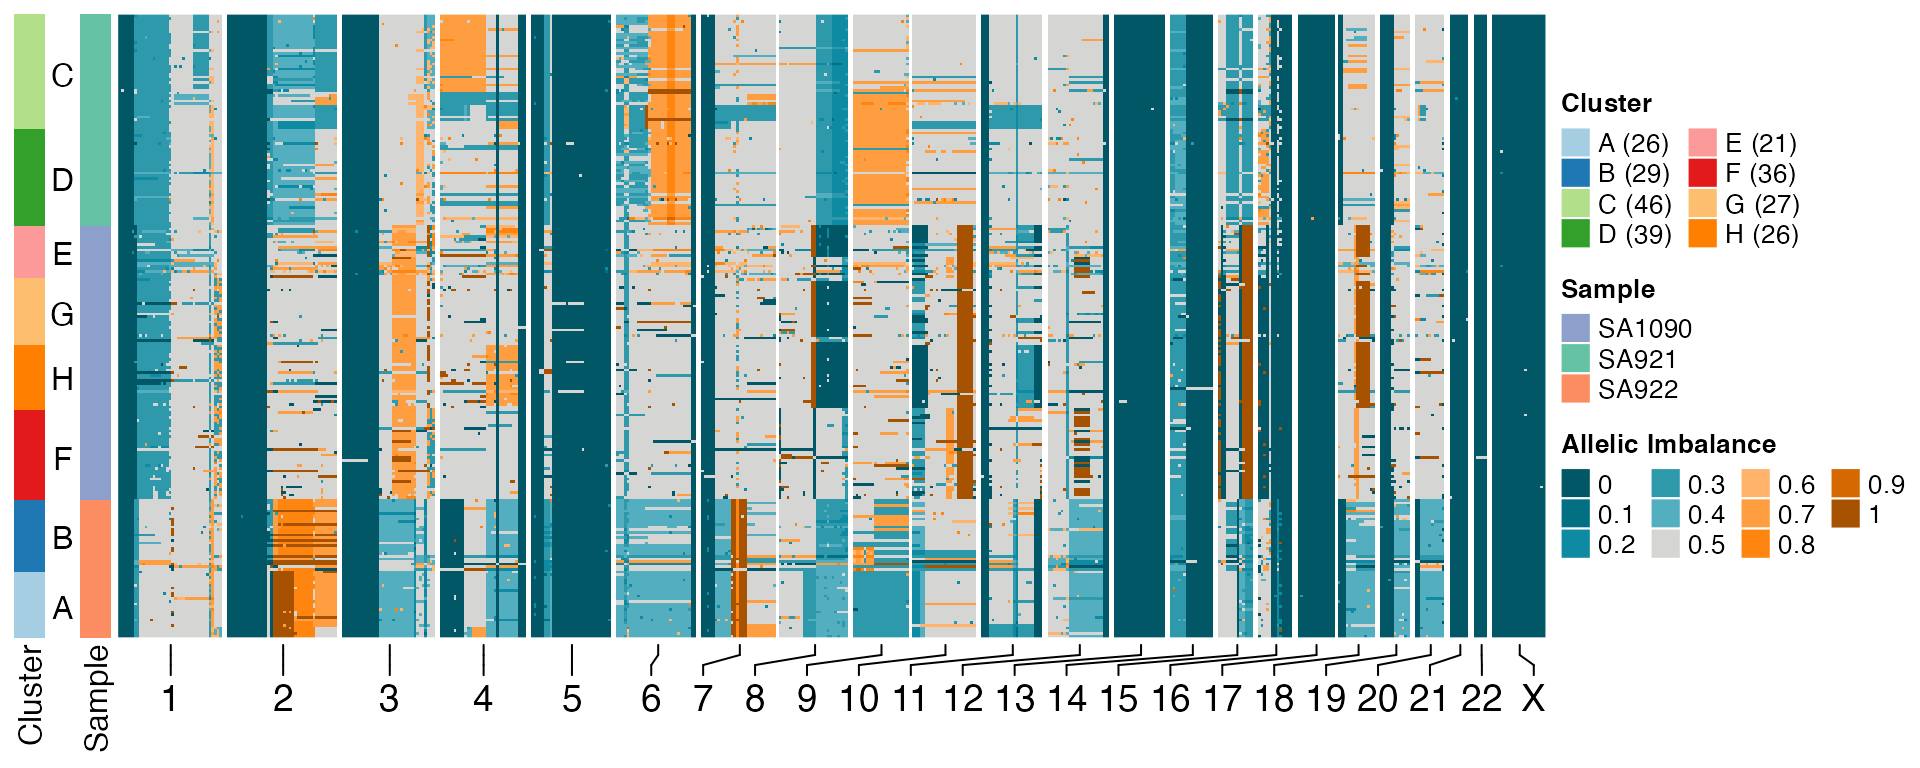 C
D
E
G
H
F
B
A
Cluster
Sample
1 2 3 4 5 6 7 8 9 10 11 12 13 14 15 16 17 18 19 20 21 22 X
Cluster
A (26) E (21)
B (29) F (36)
C (46) G (27)
D (39) H (26)
Sample
SA1090
SA921
SA922
Allelic Imbalance
0 0.3 0.6 0.9
0.1 0.4 0.7 1
0.2 0.5 0.8